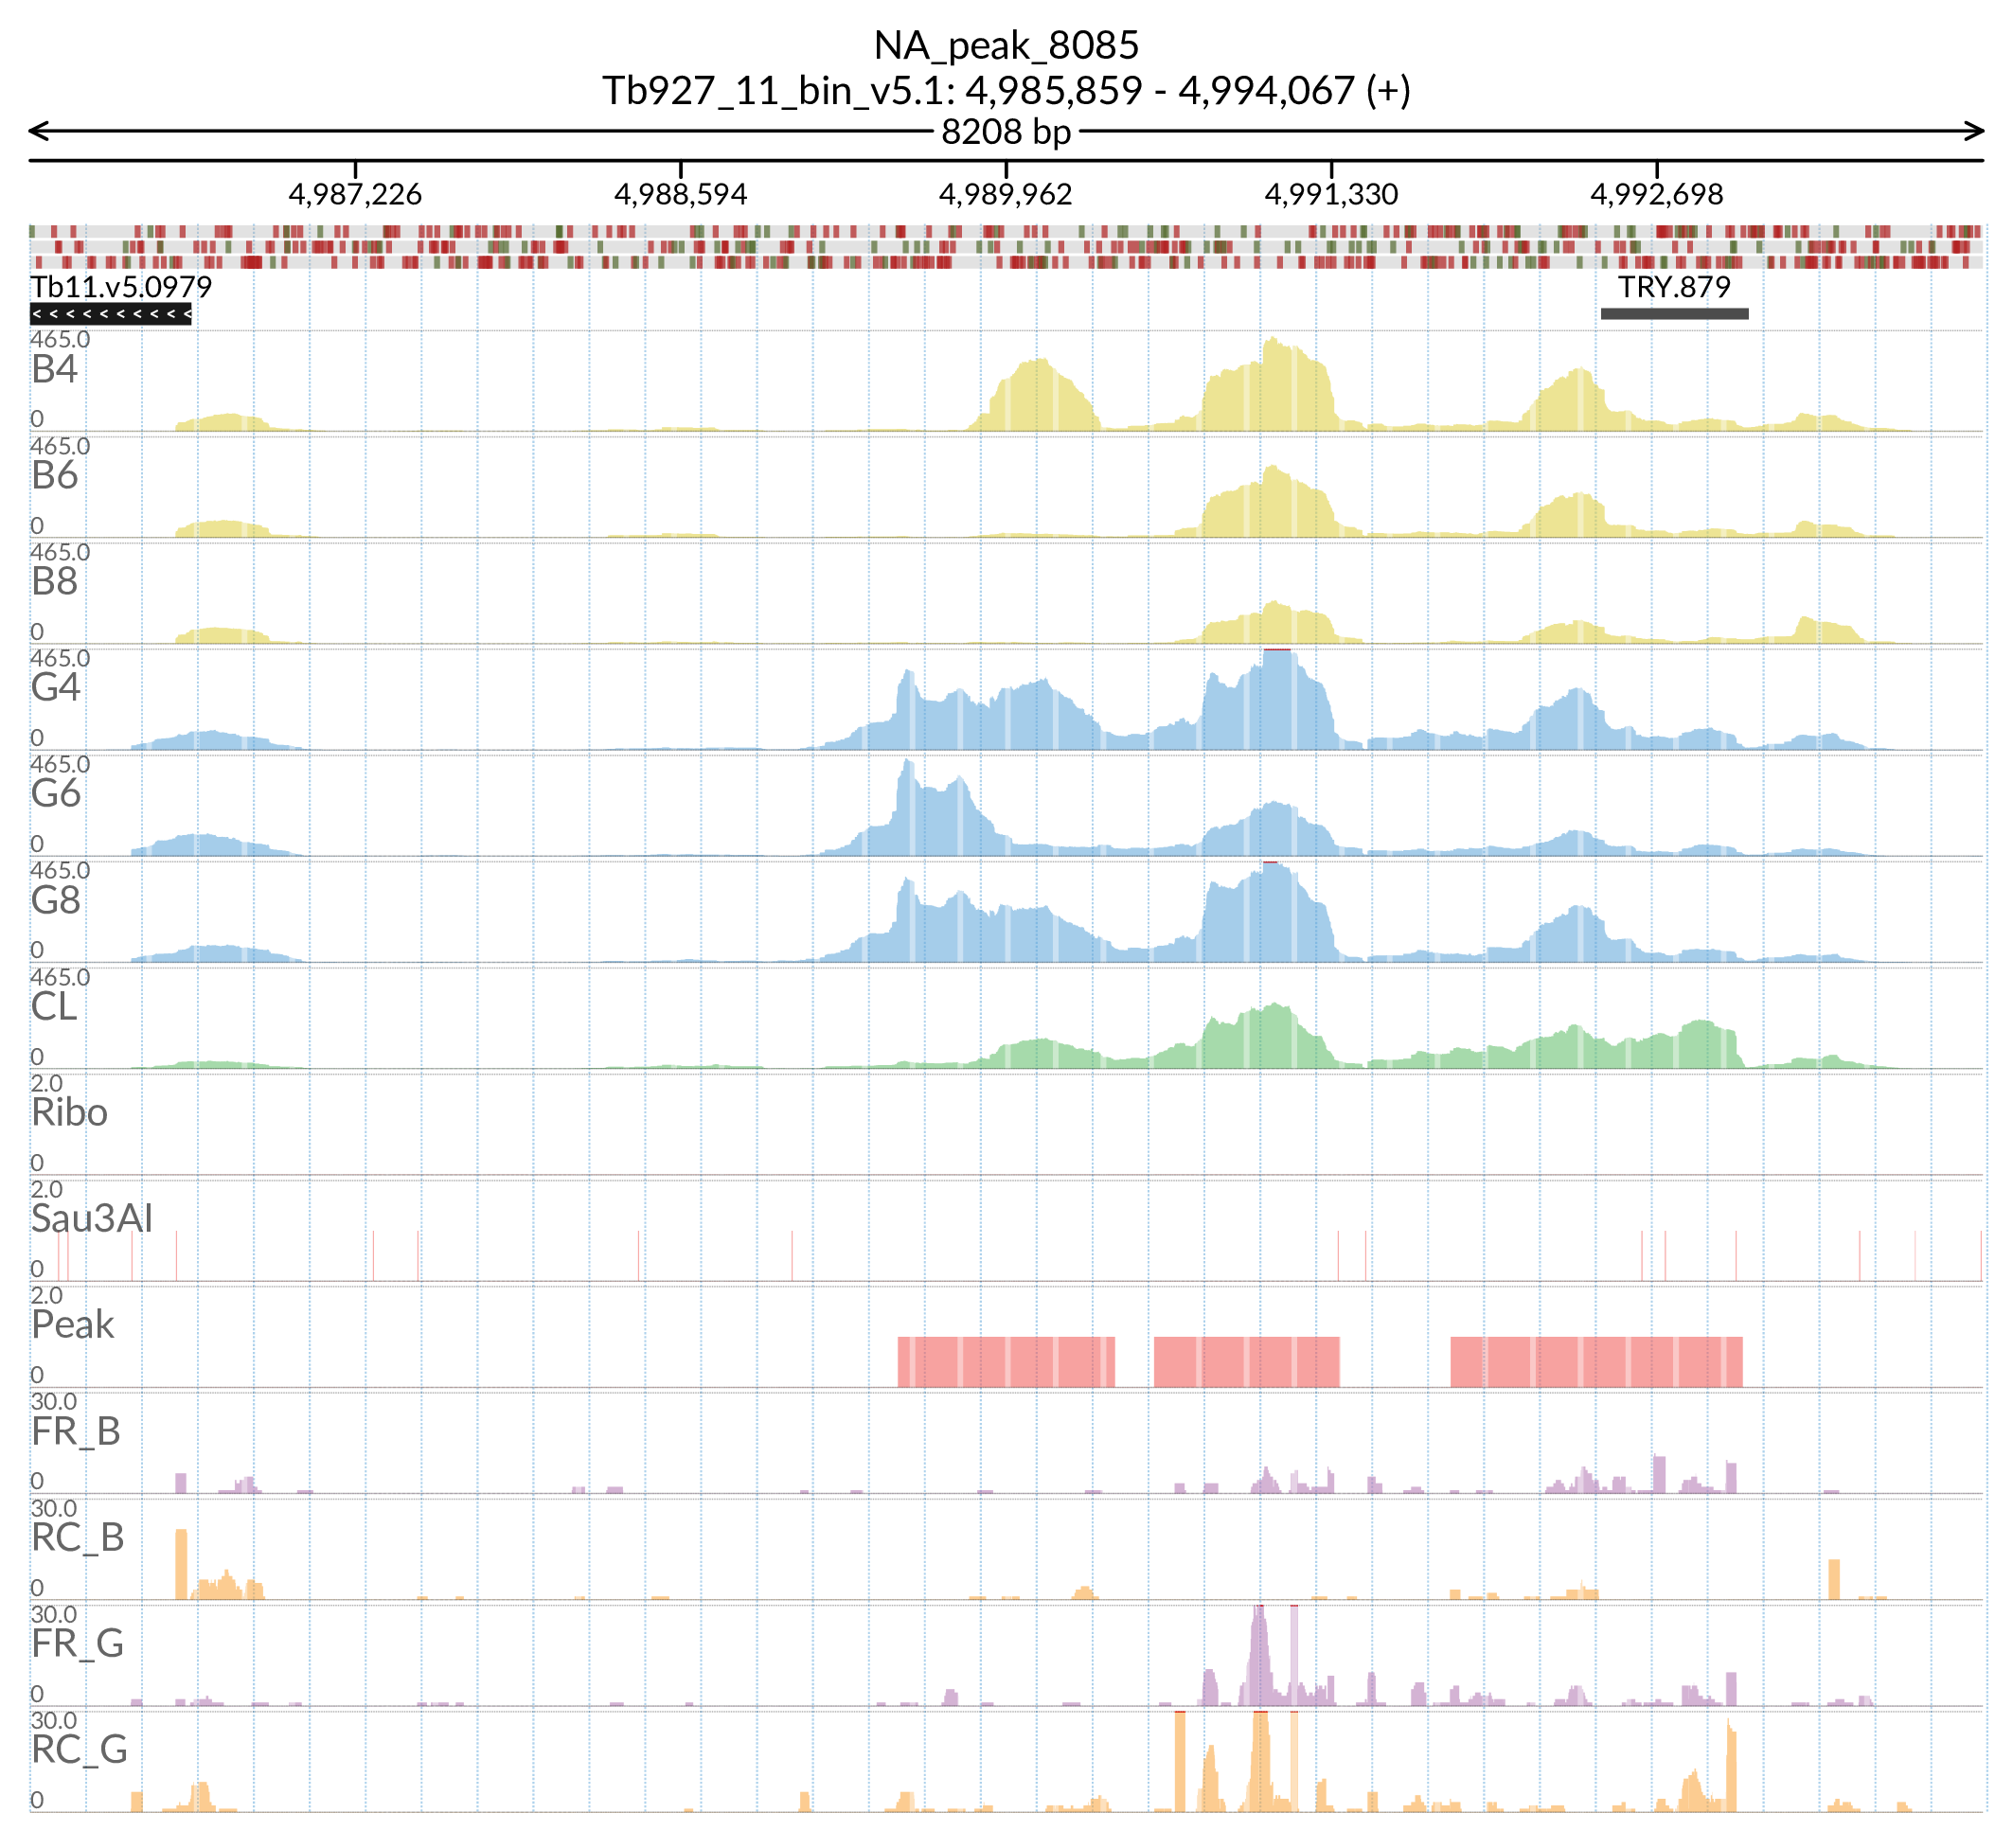 NA_peak_8085
Tb927_11_bin_v5.1: 4,985,859 - 4,994,067 (+)
8208 bp
4,987,226 4,988,594 4,989,962 4,991,330 4,992,698
Tb11.v5.0979 TRY.879
465.0
B4
0
465.0
B6
0
465.0
B8
0
465.0
G4
0
465.0
G6
0
465.0
G8
0
465.0
CL
0
2.0
Ribo
0
2.0
Sau3AI
0
2.0
Peak
0
30.0
FR_B
0
30.0
RC_B
0
30.0
FR_G
0
30.0
RC_G
0